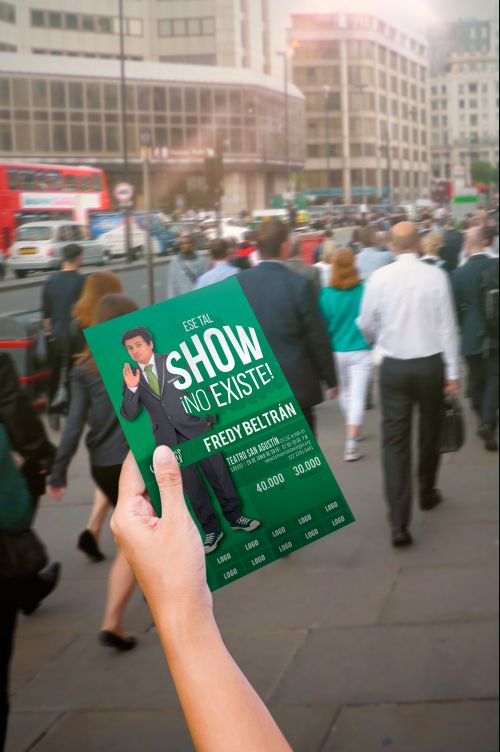 ESE TAL
SHOW
¡NO EXISTE!
FREDY BELTRÁN
TEATRO SAN AGUSTÍN
40.000 30.000
LOGO LOGO LOGO LOGO LOGO
LOGO LOGO LOGO LOGO LOGO